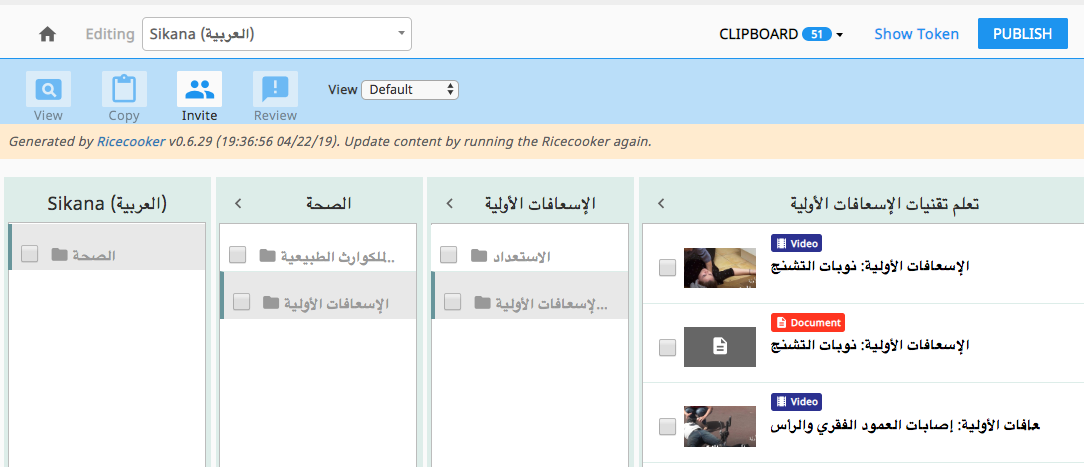 Editing
Sikana (العربية)
CLIPBOARD 51
Show Token
PUBLISH
View
Copy
Invite
Review
View
Default
Generated by Ricecooker v0.6.29 (19:36:56 04/22/19). Update content by running the Ricecooker again.
Sikana (العربية)
الصحة
الصحة
..للكوارث الطبيعية
الإسعافات الأولية
الإسعافات الأولية
الاستعداد
...لإسعافات الأولية
تعلم تقنيات الإسعافات الأولية
Video
الإسعافات الأولية: نوبات التشنج
Document
الإسعافات الأولية: نوبات التشنج
Video
عافات الأولية: إصابات العمود الفقري والرأس